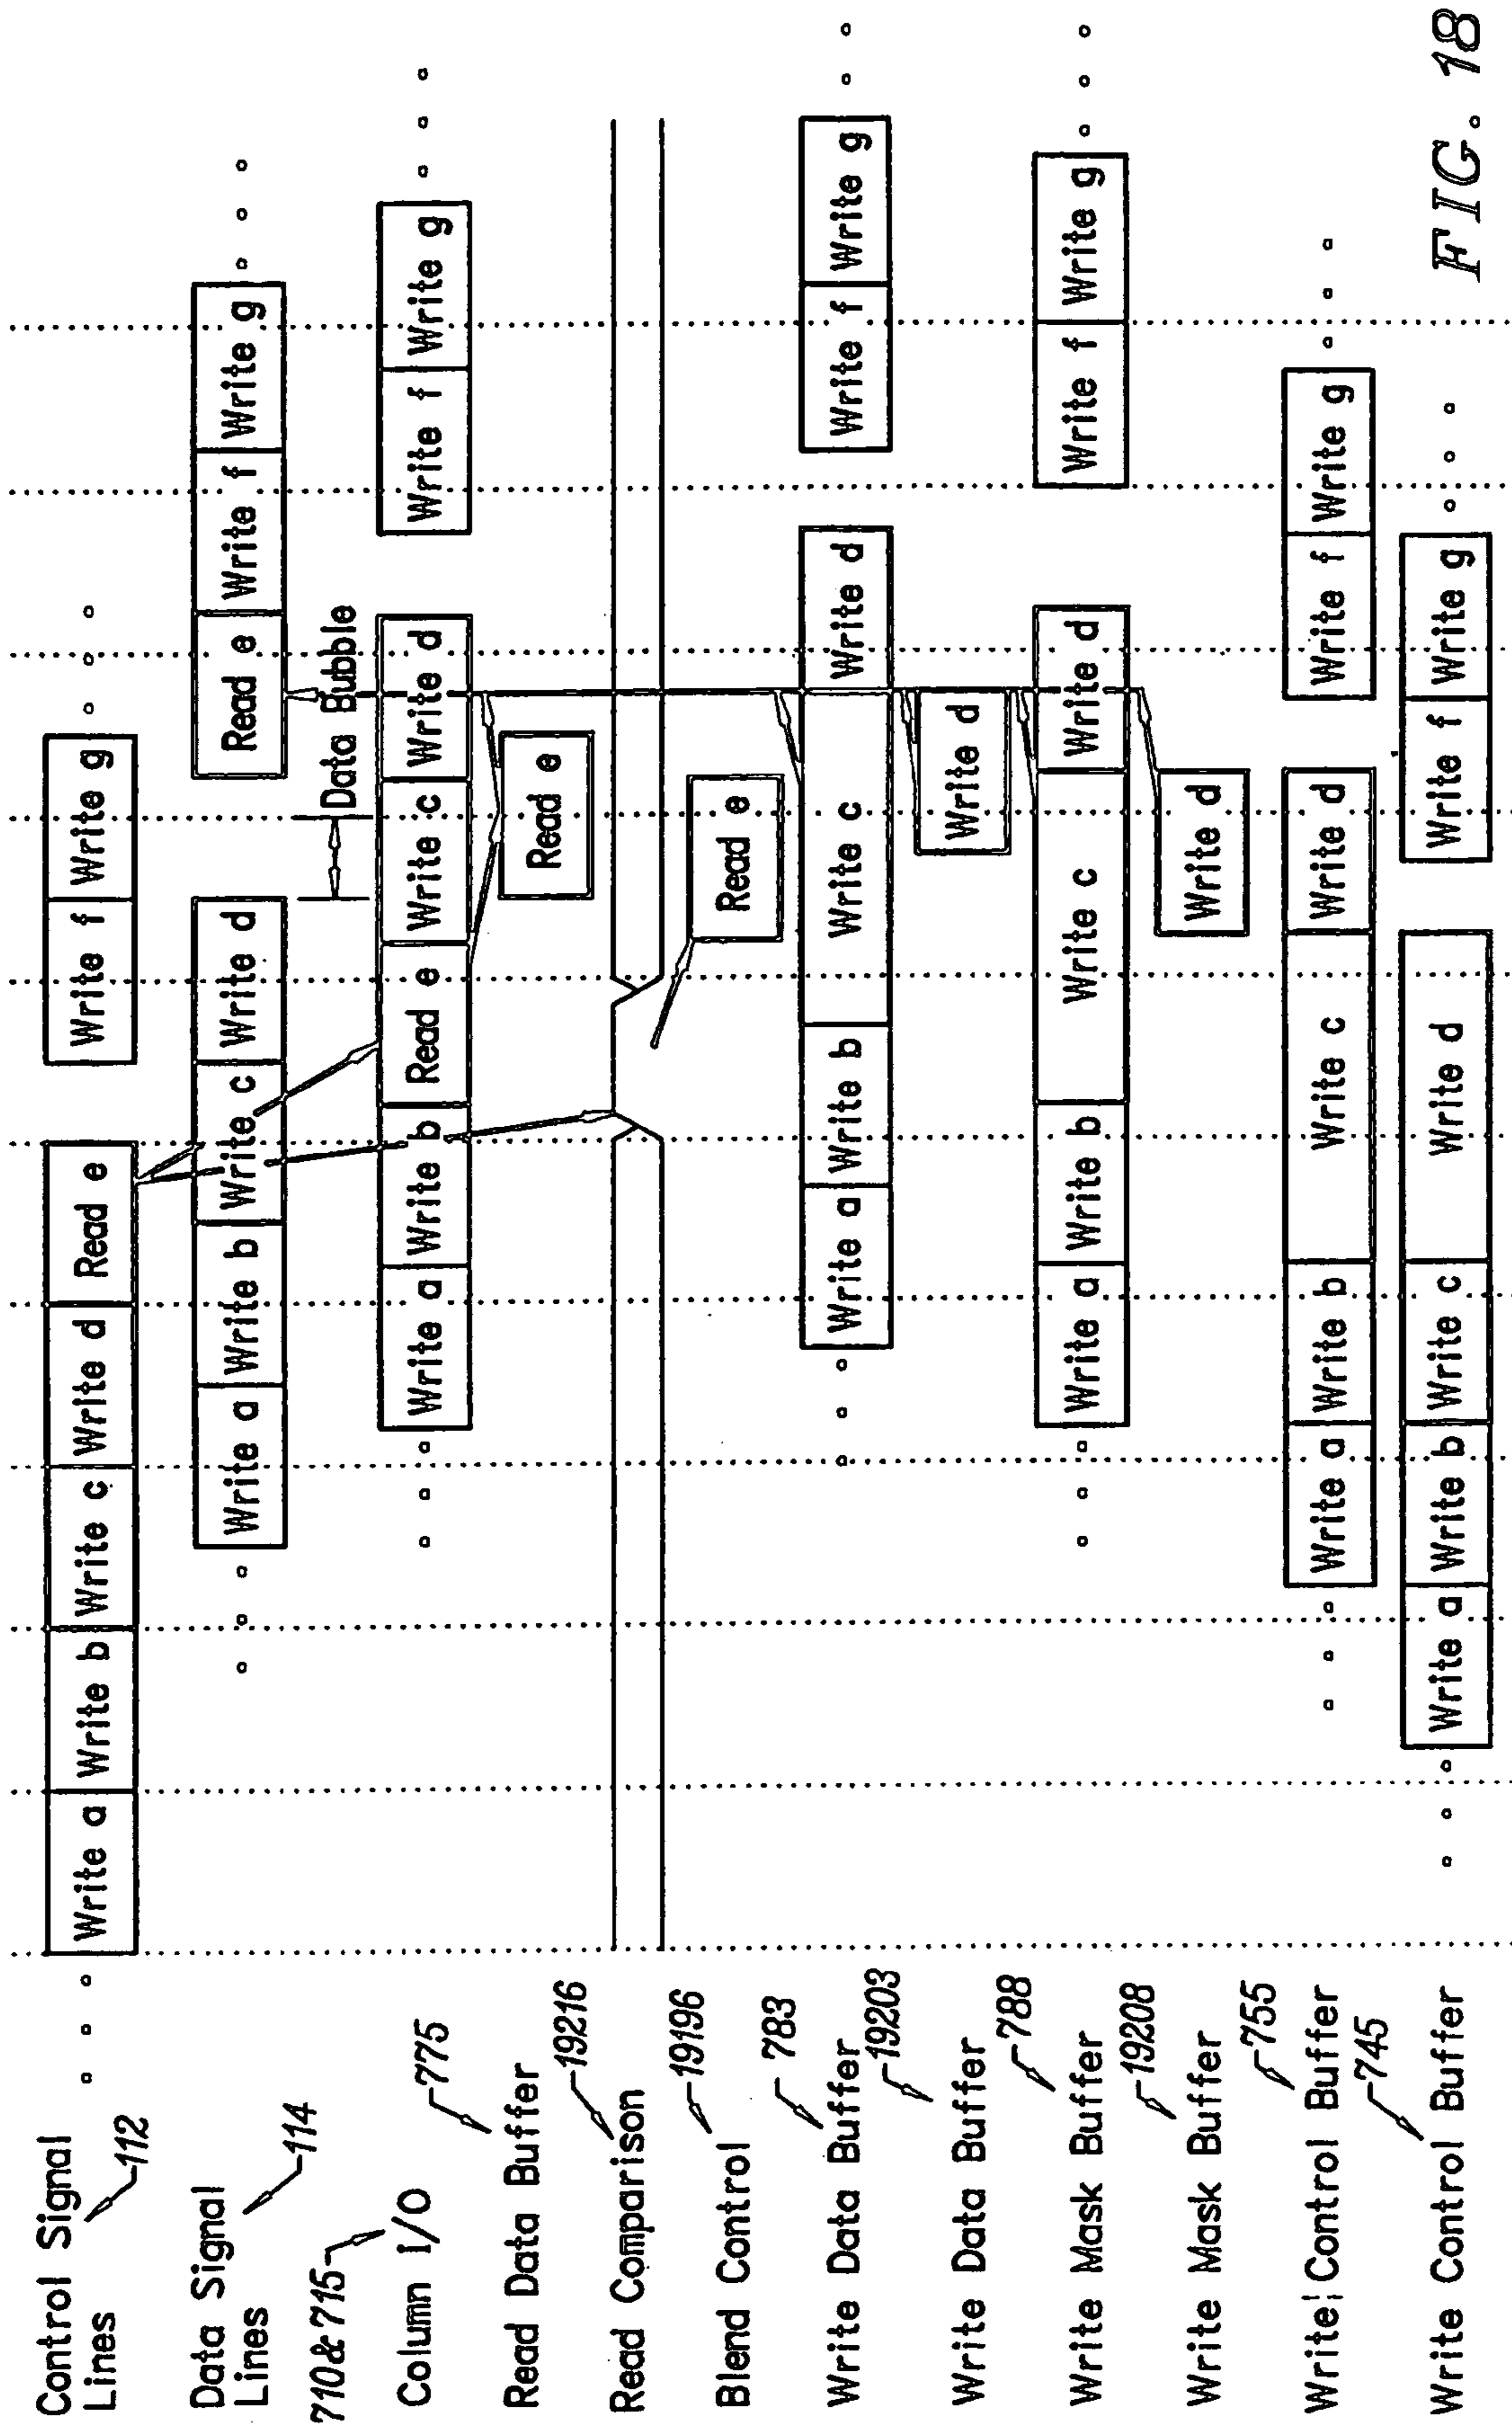 Control Signal
Lines
112
Write a Write b Write c Write d Read e Write f Write g
Data Signal
Lines
114
Write a Write b Write c Write d Read e Write f Write g
Data Bubble
710&715
Column I/O
Write a Write b Read e Write c Write d Write f Write g
775
Read Data Buffer
Read e
19216
Read Comparison
19196
Blend Control
Read e
783
Write Data Buffer
Write a Write b Write c Write d Write f Write g
19203
Write Data Buffer
Write d
788
Write Mask Buffer
Write a Write b Write c Write d Write f Write g
19208
Write Mask Buffer
Write d
755
Write Control Buffer
Write a Write b Write c Write d Write f Write g
745
Write Control Buffer
Write a Write b Write c Write d Write f Write g
FIG. 18